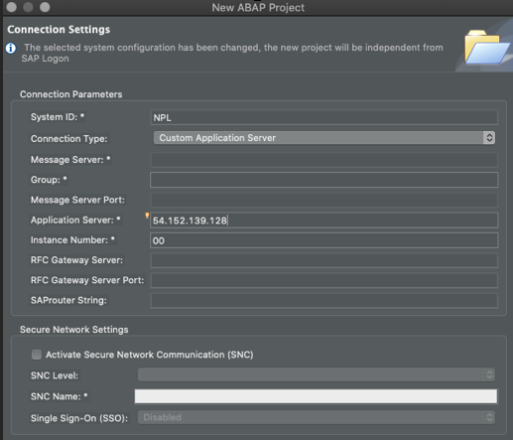 New ABAP Project
Connection Settings
The selected system configuration has been changed, the new project will be independent from
SAP Logon
Connection Parameters
System ID: * NPL
Connection Type: Custom Application Server
Message Server: *
Group: *
Message Server Port:
Application Server: * 54.152.139.128
Instance Number: * 00
RFC Gateway Server:
RFC Gateway Server Port:
SAProuter String:
Secure Network Settings
Activate Secure Network Communication (SNC)
SNC Level:
SNC Name: *
Single Sign-On (SSO): Disabled